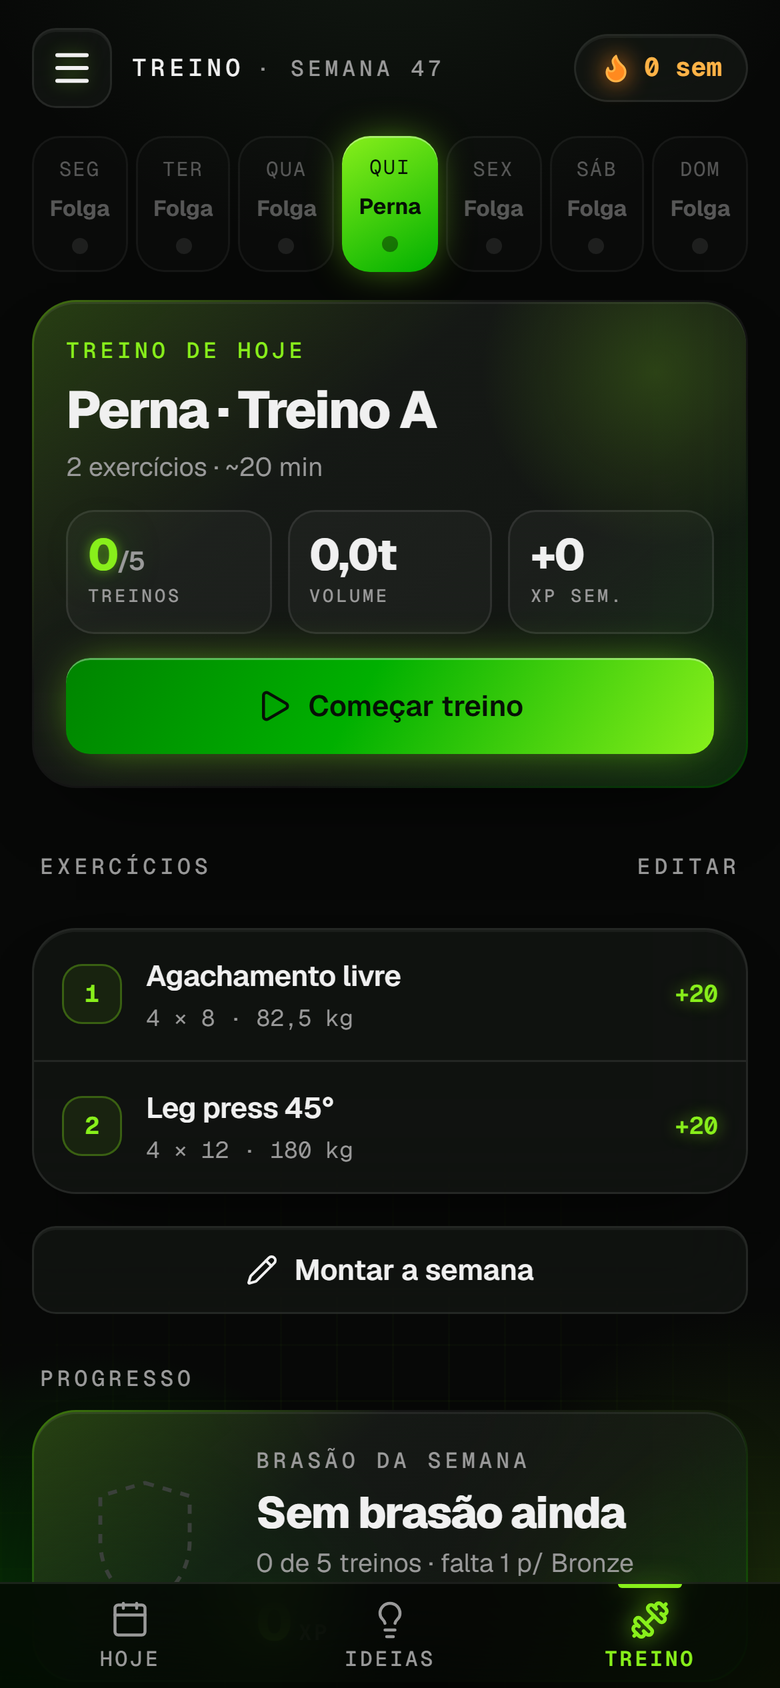 TREINO · SEMANA 47
0 sem
SEG TER QUA QUI SEX SÁB DOM
Folga Folga Folga Perna Folga Folga Folga
TREINO DE HOJE
Perna · Treino A
2 exercícios · ~20 min
0/5 0,0t +0
TREINOS VOLUME XP SEM.
Começar treino
EXERCÍCIOS EDITAR
1 Agachamento livre +20
4 × 8 · 82,5 kg
2 Leg press 45° +20
4 × 12 · 180 kg
Montar a semana
PROGRESSO
BRASÃO DA SEMANA
Sem brasão ainda
0 de 5 treinos · falta 1 p/ Bronze
0 XP
HOJE IDEIAS TREINO